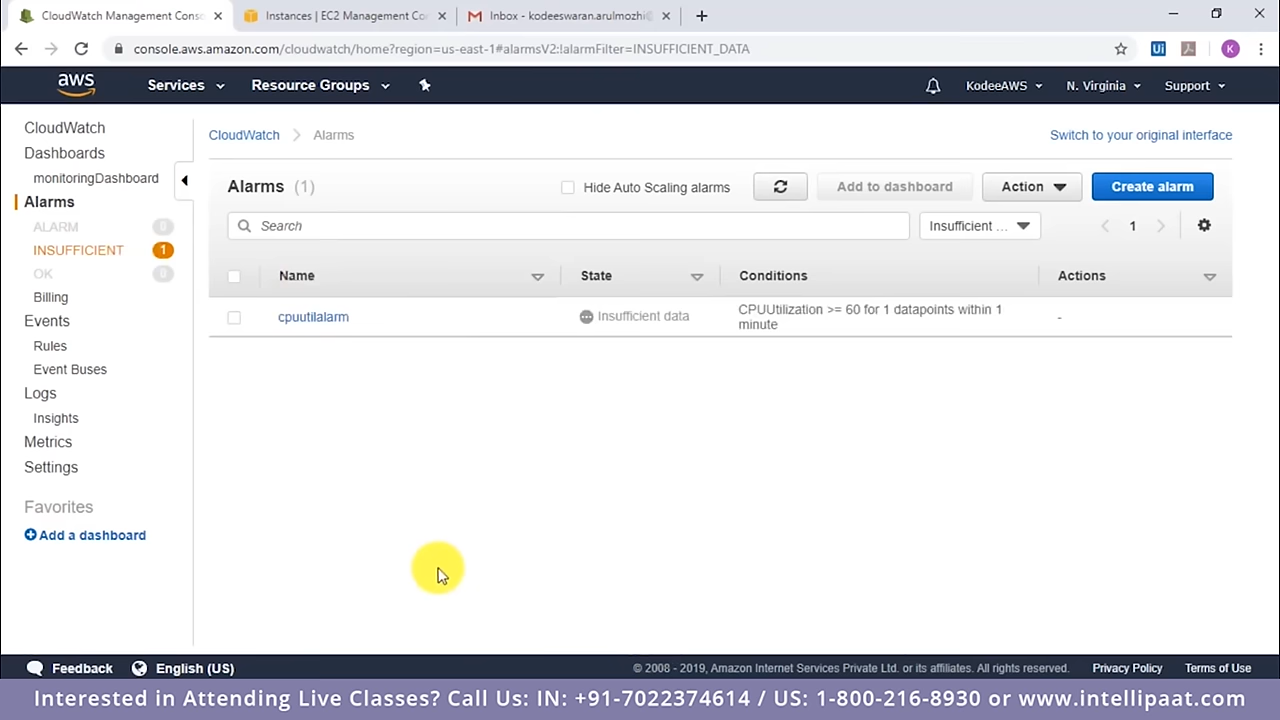 CloudWatch Management Conso
Instances | EC2 Management Co
Inbox - kodeeswaran.arulmozhi@
console.aws.amazon.com/cloudwatch/home?region=us-east-1#alarmsV2:!alarmFilter=INSUFFICIENT_DATA
Ui
K
aws
Services
Resource Groups
KodeeAWS
N. Virginia
Support
CloudWatch
Dashboards
monitoringDashboard
Alarms
ALARM 0
INSUFFICIENT 1
OK 0
Billing
Events
Rules
Event Buses
Logs
Insights
Metrics
Settings
Favorites
Add a dashboard
CloudWatch
Alarms
Switch to your original interface
Alarms (1)
Hide Auto Scaling alarms
Add to dashboard
Action
Create alarm
Search
Insufficient ...
1
Name
State
Conditions
Actions
cpuutilalarm
Insufficient data
CPUUtilization >= 60 for 1 datapoints within 1
minute
-
Feedback
English (US)
© 2008 - 2019, Amazon Internet Services Private Ltd. or its affiliates. All rights reserved.
Privacy Policy
Terms of Use
Interested in Attending Live Classes? Call Us: IN: +91-7022374614 / US: 1-800-216-8930 or www.intellipaat.com